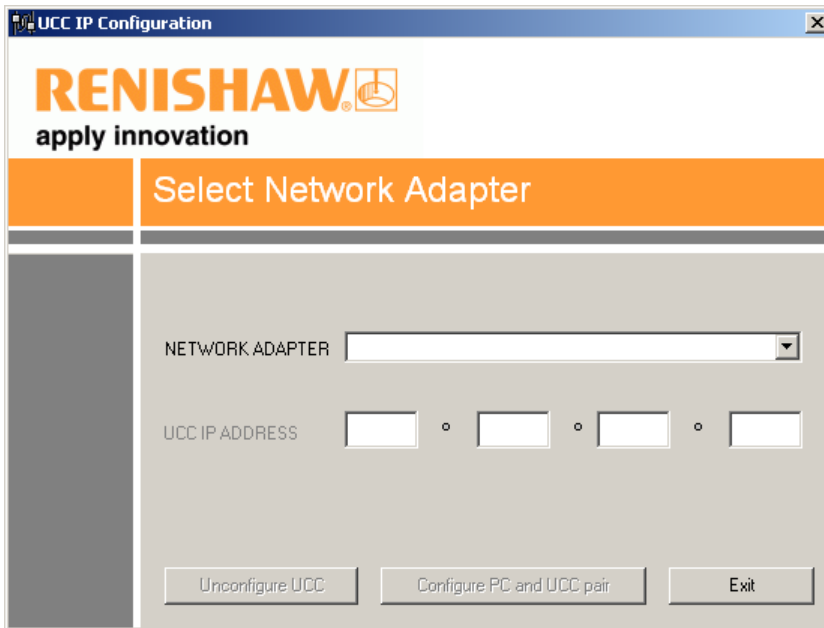 UCC IP Configuration
RENISHAW
apply innovation
Select Network Adapter
NETWORK ADAPTER
UCC IP ADDRESS
Unconfigure UCC Configure PC and UCC pair Exit